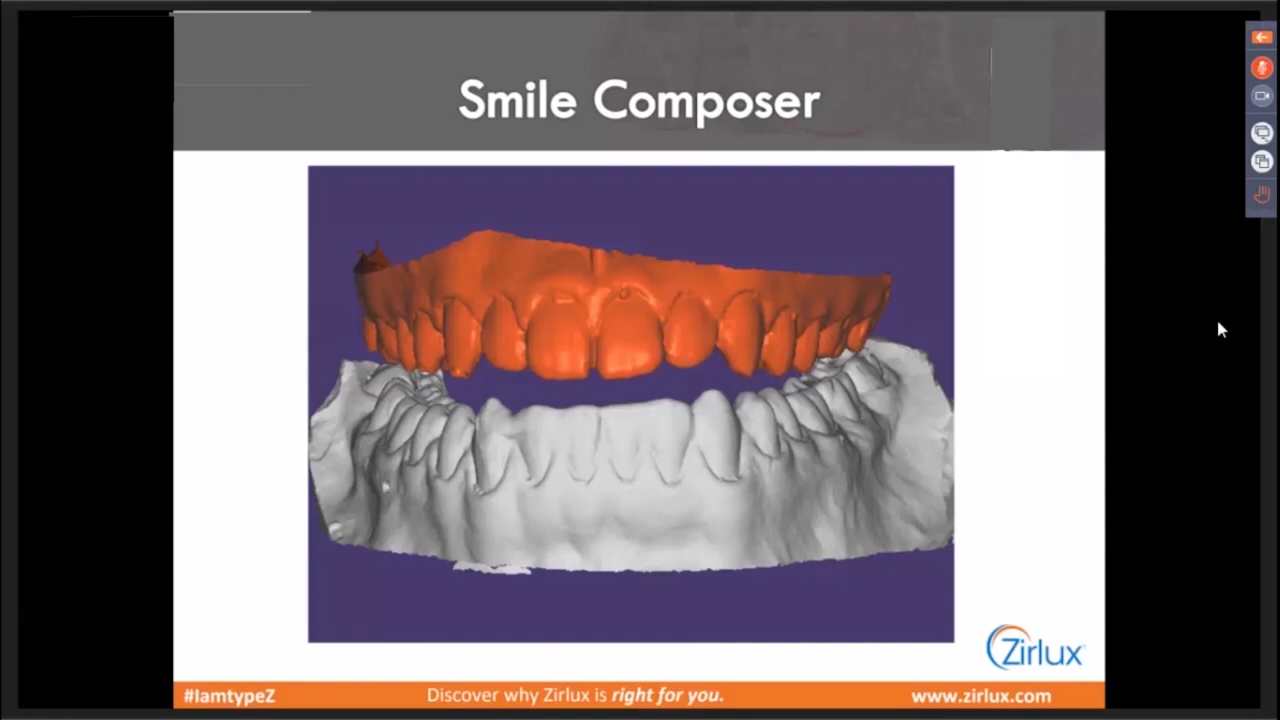 Smile Composer
Zirlux
#IamtypeZ
Discover why Zirlux is right for you.
www.zirlux.com